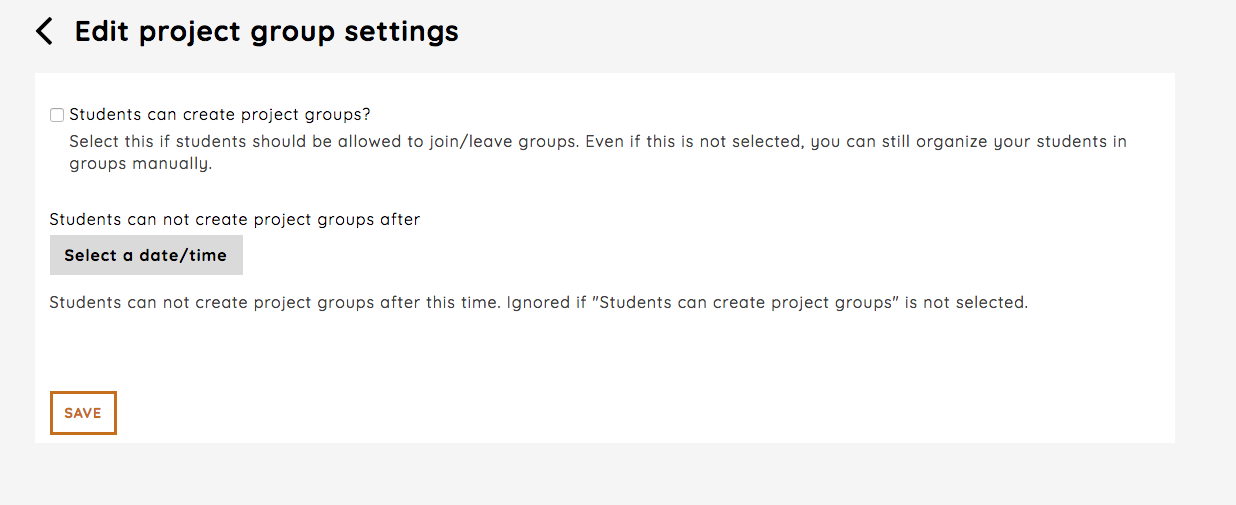 Edit project group settings
Students can create project groups?
Select this if students should be allowed to join/leave groups. Even if this is not selected, you can still organize your students in
groups manually.
Students can not create project groups after
Select a date/time
Students can not create project groups after this time. Ignored if "Students can create project groups" is not selected.
SAVE